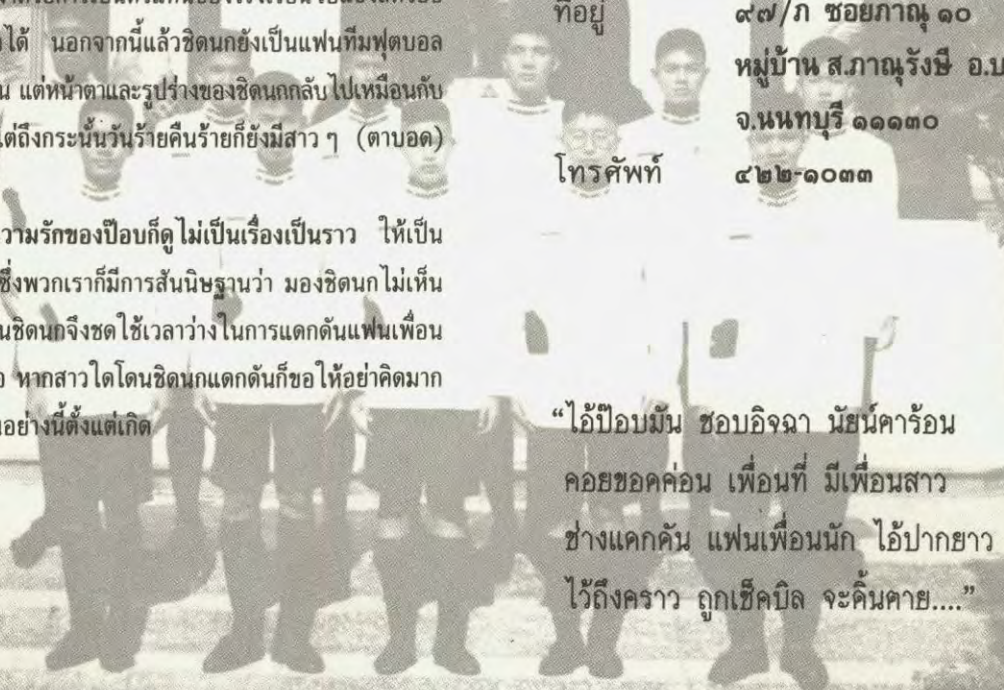 ได้ นอกจากนี้แล้วชิดนกยังเป็นแฟนทีมฟุตบอล
น แต่หน้าตาและรูปร่างของชิดนกกลับไปเหมือนกับ
ต่ถึงกระนั้นวันร้ายคืนร้ายก็ยังมีสาว ๆ (ตาบอด)
วามรักของป๊อบก็ดูไม่เป็นเรื่องเป็นราว ให้เป็น
ซึ่งพวกเราก็มีการสันนิษฐานว่า มองชิดนกไม่เห็น
นชิดนกจึงชดใช้เวลาว่างในการแดกดันแฟนเพื่อน
อ หากสาวใดโดนชิดนกแดกดันก็ขอให้อย่าคิดมาก
นอย่างนี้ตั้งแต่เกิด
ที่อยู่ ๙๗/ภ ซอยภาณุ ๑๐
หมู่บ้าน ส.ภาณุรังษี อ.บ
จ.นนทบุรี ๑๑๑๓๐
โทรศัพท์ ๔๒๒-๑๐๓๓
“ไอ้ป๊อบมัน ชอบอิจฉา นัยน์ตาร้อน
คอยขอดค่อน เพื่อนที่ มีเพื่อนสาว
ช่างแดกดัน แฟนเพื่อนนัก ไอ้ปากยาว
ไว้ถึงคราว ถูกเช็คบิล จะดิ้นตาย....”